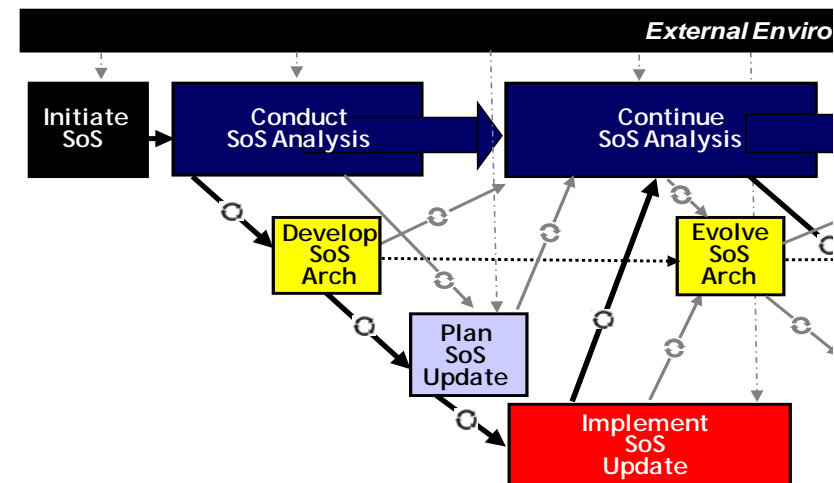 External Enviro
Initiate
SoS
Conduct
SoS Analysis
Continue
SoS Analysis
Develop
SoS
Arch
Evolve
SoS
Arch
Plan
SoS
Update
Implement
SoS
Update